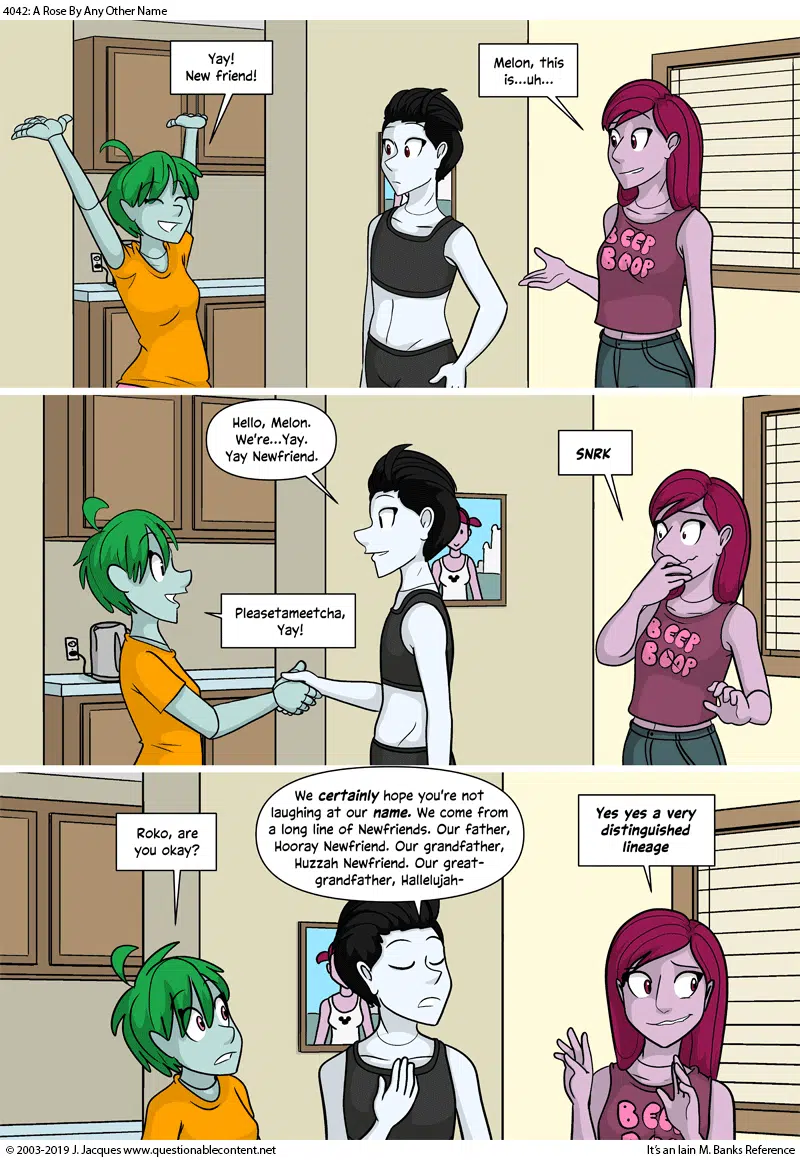 4042: A Rose By Any Other Name
Yay!
New friend!
Melon, this
is...uh...
BEEP
BOOP
Hello, Melon.
We're...Yay.
Yay Newfriend.
SNRK
Pleasetameetcha,
Yay!
BEEP
BOOP
Roko, are
you okay?
We certainly hope you're not
laughing at our name. We come from
a long line of Newfriends. Our father,
Hooray Newfriend. Our grandfather,
Huzzah Newfriend. Our great-
grandfather, Hallelujah-
Yes yes a very
distinguished
lineage
BEEP
BOOP
© 2003-2019 J. Jacques www.questionablecontent.net
It's an Iain M. Banks Reference